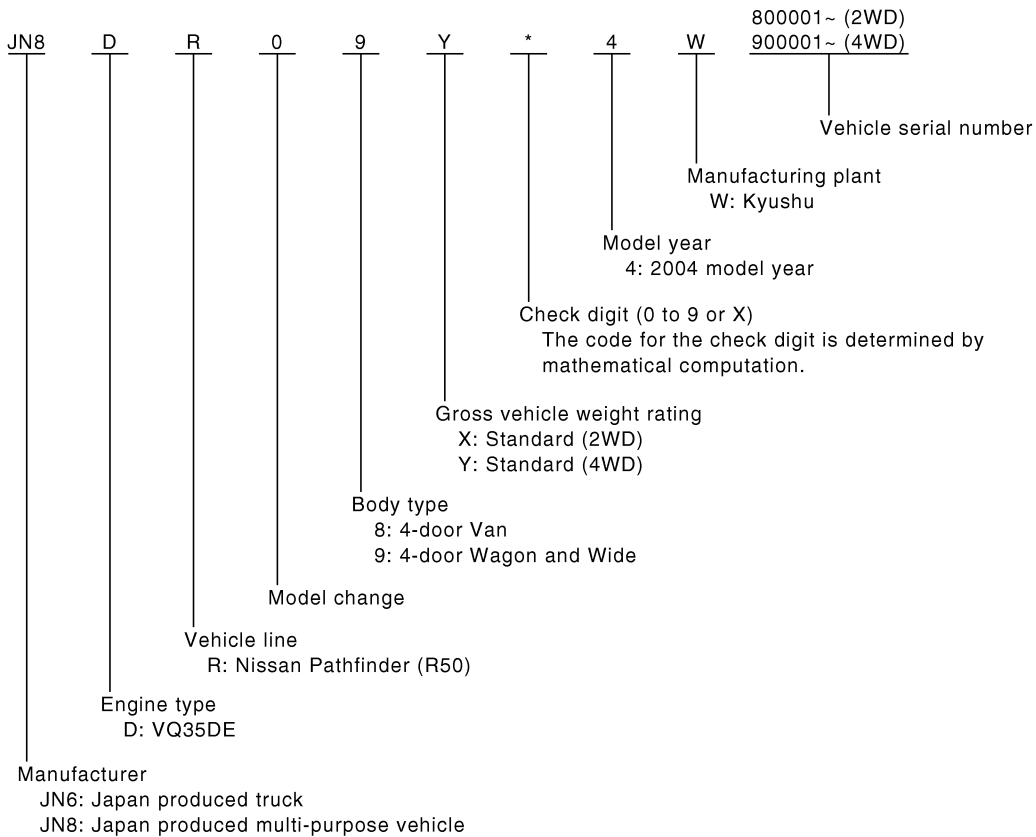 800001~ (2WD)
JN8 D R 0 9 Y * 4 W 900001~ (4WD)
Vehicle serial number
Manufacturing plant
W: Kyushu
Model year
4: 2004 model year
Check digit (0 to 9 or X)
The code for the check digit is determined by
mathematical computation.
Gross vehicle weight rating
X: Standard (2WD)
Y: Standard (4WD)
Body type
8: 4-door Van
9: 4-door Wagon and Wide
Model change
Vehicle line
R: Nissan Pathfinder (R50)
Engine type
D: VQ35DE
Manufacturer
JN6: Japan produced truck
JN8: Japan produced multi-purpose vehicle